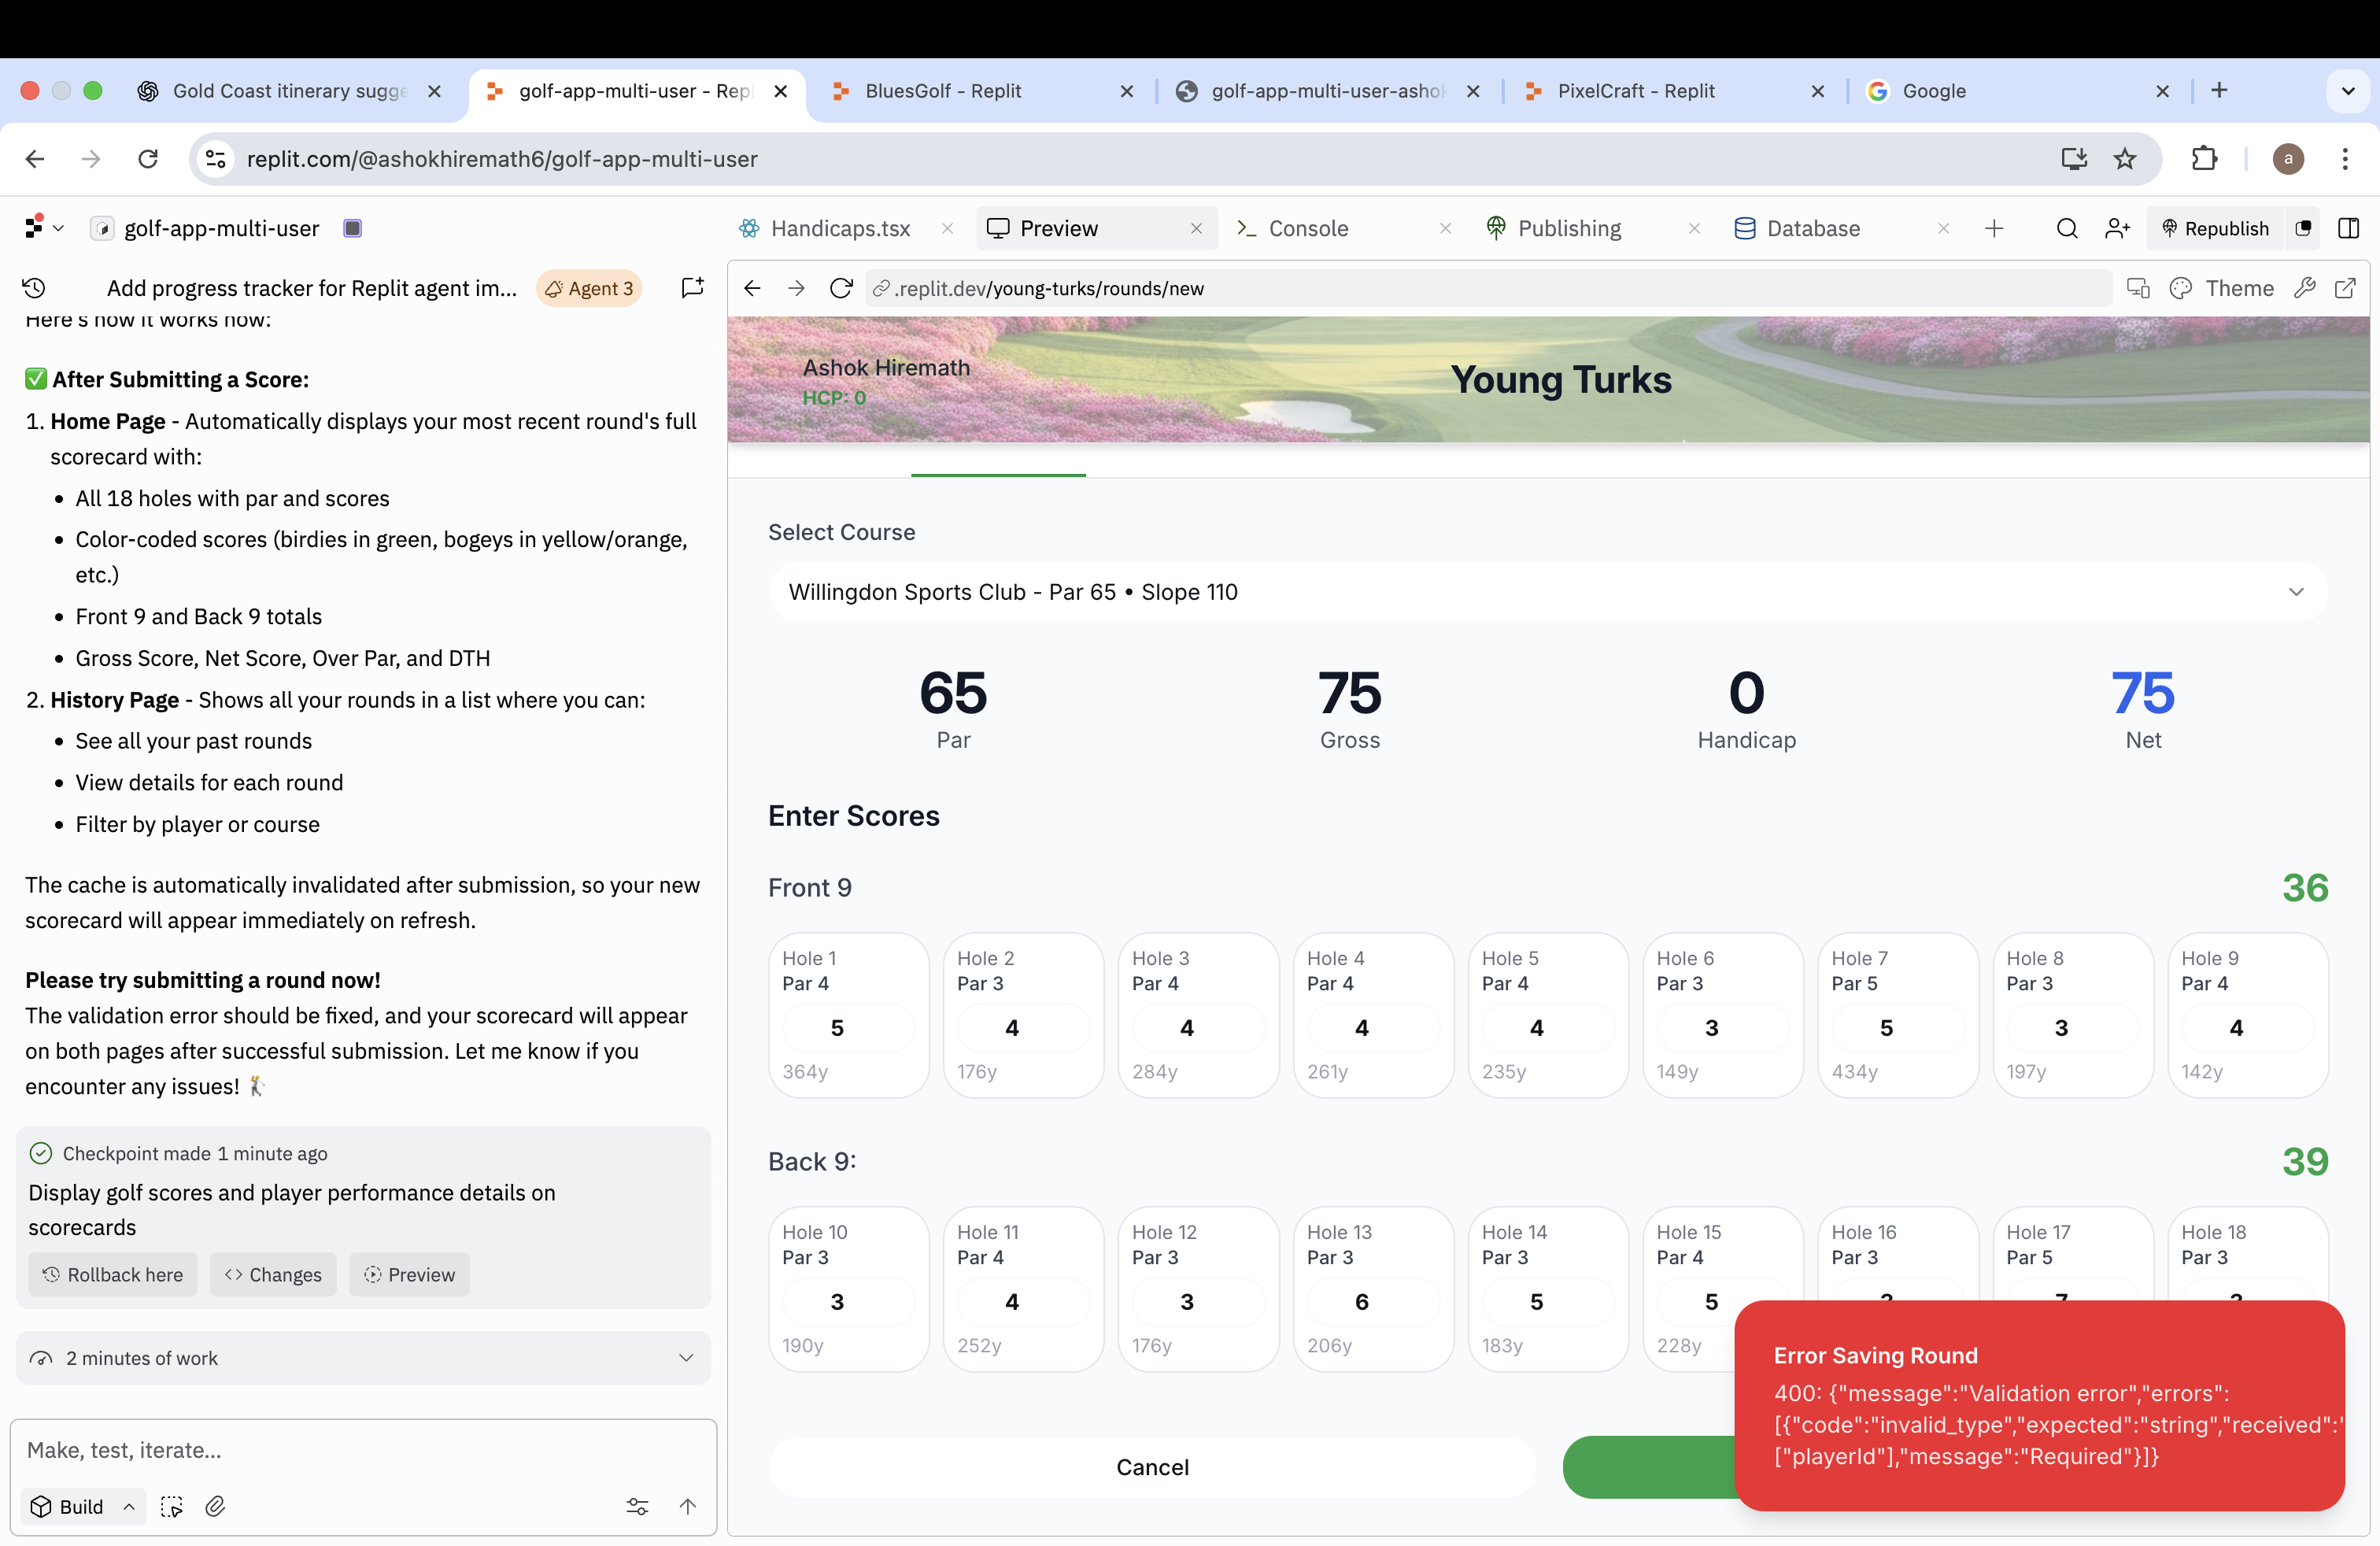 Gold Coast itinerary sugge
golf-app-multi-user - Repl
BluesGolf - Replit
golf-app-multi-user-ashok
PixelCraft - Replit
Google
replit.com/@ashokhiremath6/golf-app-multi-user
a
golf-app-multi-user
Handicaps.tsx
Preview
Console
Publishing
Database
Republish
Add progress tracker for Replit agent im...
Agent 3
.replit.dev/young-turks/rounds/new
Theme
Here's how it works now:
✅ After Submitting a Score:
1. Home Page - Automatically displays your most recent round's full
scorecard with:
• All 18 holes with par and scores
• Color-coded scores (birdies in green, bogeys in yellow/orange,
etc.)
• Front 9 and Back 9 totals
• Gross Score, Net Score, Over Par, and DTH
2. History Page - Shows all your rounds in a list where you can:
• See all your past rounds
• View details for each round
• Filter by player or course
The cache is automatically invalidated after submission, so your new
scorecard will appear immediately on refresh.
Please try submitting a round now!
The validation error should be fixed, and your scorecard will appear
on both pages after successful submission. Let me know if you
encounter any issues! 🏌
Checkpoint made 1 minute ago
Display golf scores and player performance details on
scorecards
Rollback here
Changes
Preview
2 minutes of work
Make, test, iterate...
Build
Ashok Hiremath
HCP: 0
Young Turks
Select Course
Willingdon Sports Club - Par 65 • Slope 110
65 75 0 75
Par Gross Handicap Net
Enter Scores
Front 9 36
Hole 1 Hole 2 Hole 3 Hole 4 Hole 5 Hole 6 Hole 7 Hole 8 Hole 9
Par 4 Par 3 Par 4 Par 4 Par 4 Par 3 Par 5 Par 3 Par 4
5 4 4 4 4 3 5 3 4
364y 176y 284y 261y 235y 149y 434y 197y 142y
Back 9: 39
Hole 10 Hole 11 Hole 12 Hole 13 Hole 14 Hole 15 Hole 16 Hole 17 Hole 18
Par 3 Par 4 Par 3 Par 3 Par 3 Par 4 Par 3 Par 5 Par 3
3 4 3 6 5 5
190y 252y 176y 206y 183y 228y
Cancel
Error Saving Round
400: {"message":"Validation error","errors":
[{"code":"invalid_type","expected":"string","received":"
["playerId"],"message":"Required"}]}